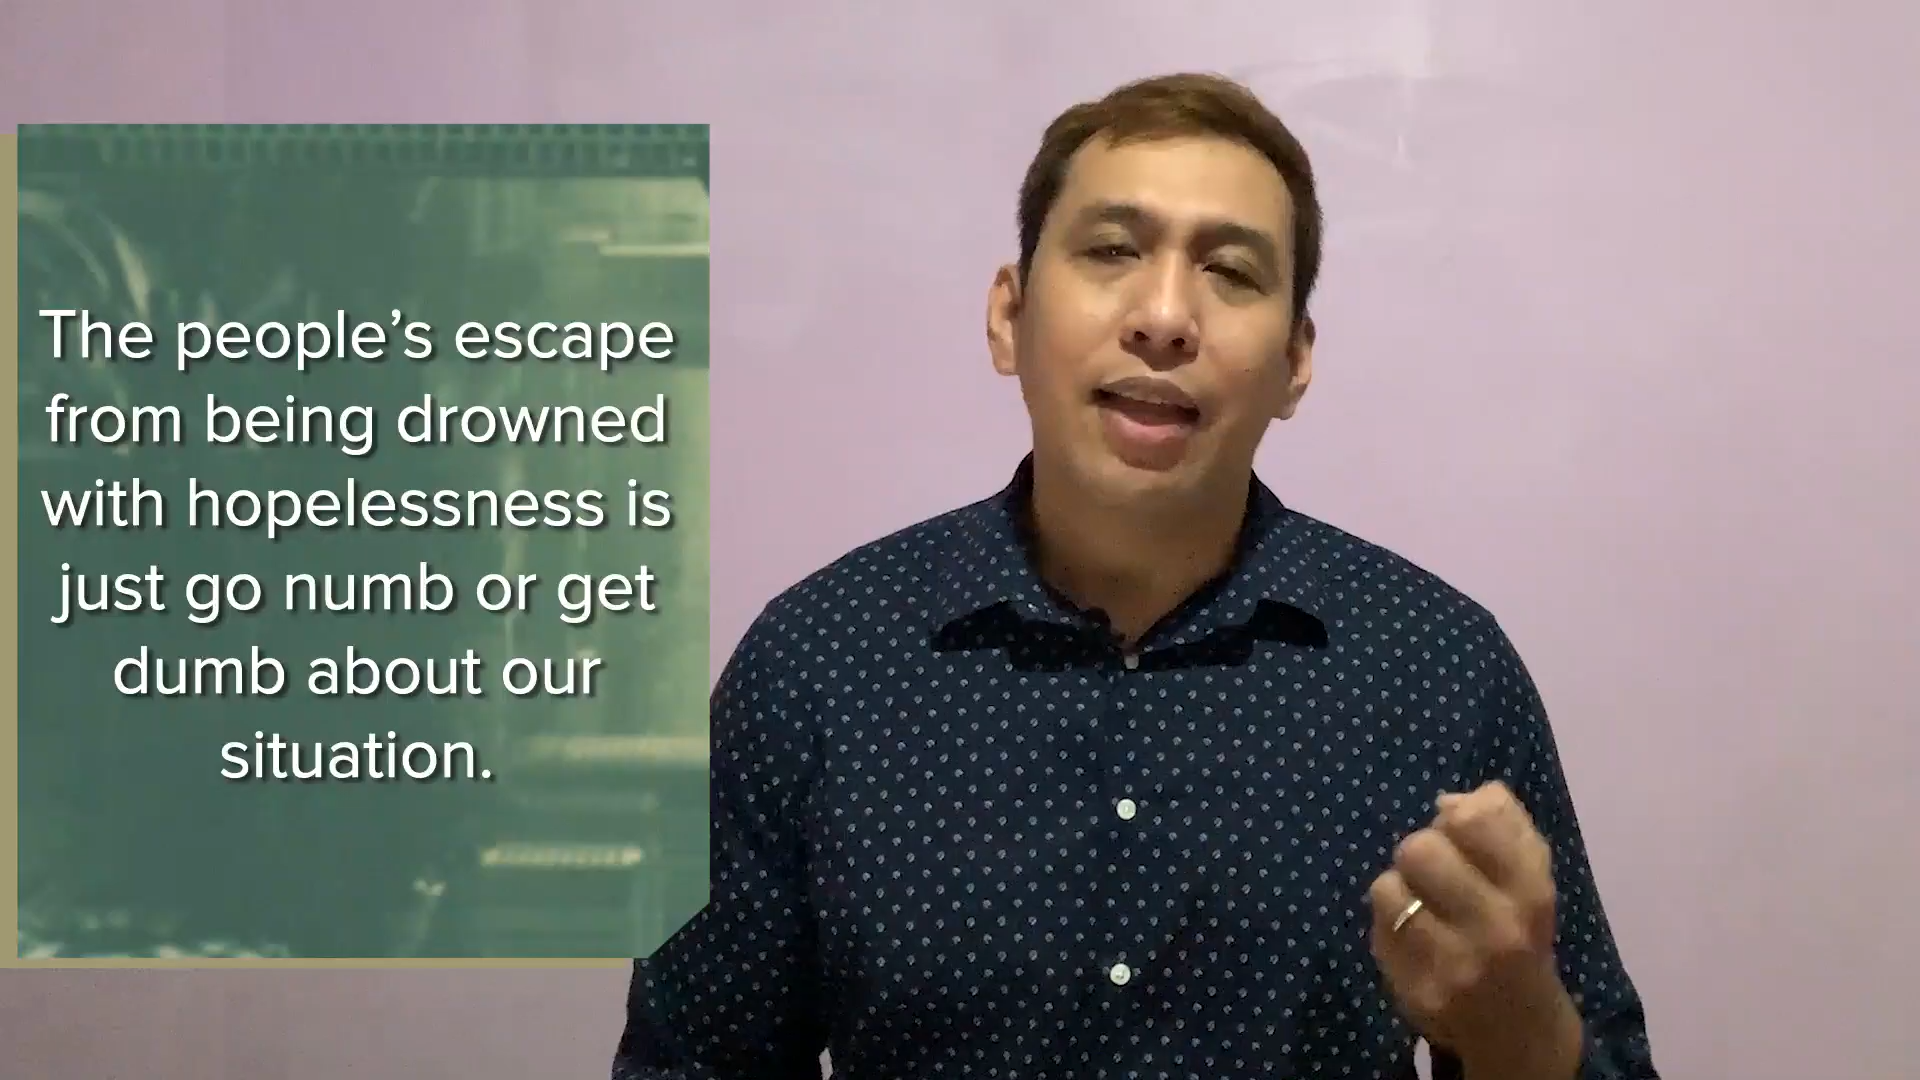 The people’s escape
from being drowned
with hopelessness is
just go numb or get
dumb about our
situation.